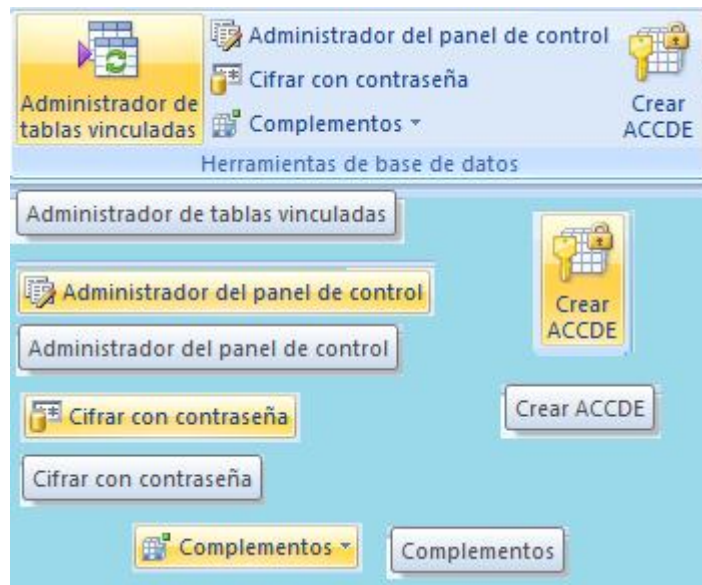 Administrador de
tablas vinculadas
Administrador del panel de control
Cifrar con contraseña
Complementos
Crear
ACCDE
Herramientas de base de datos
Administrador de tablas vinculadas
Crear
ACCDE
Administrador del panel de control
Administrador del panel de control
Cifrar con contraseña
Crear ACCDE
Cifrar con contraseña
Complementos
Complementos